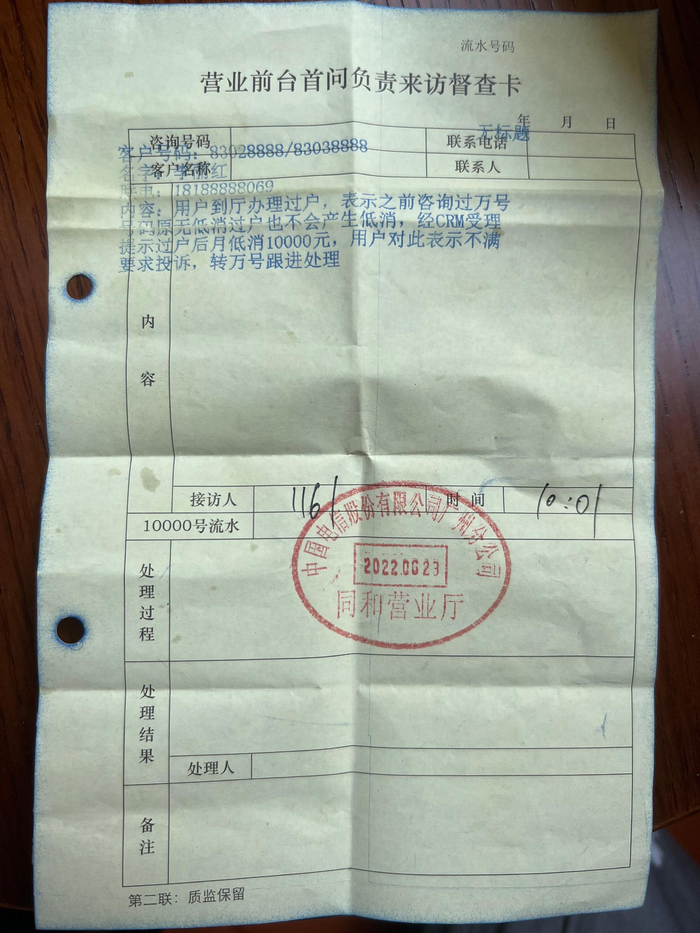 流水号码
营业前台首问负责来访督查卡
年 月 日
无标题
咨询号码
联系电话
客户号码：83028888/83038888
客户名称
联系人
名字：李丽红
18188888069
内容：用户到厅办理过户，表示之前咨询过万号
号码原无低消过户也不会产生低消，经CRM受理
提示过户后月低消10000元，用户对此表示不满
要求投诉，转万号跟进处理
内容
接访人 1161 时间 10:01
10000号流水
中国电信股份有限公司广州分公司
2022.06.23
同和营业厅
处理过程
处理结果
处理人
备注
第二联：质监保留